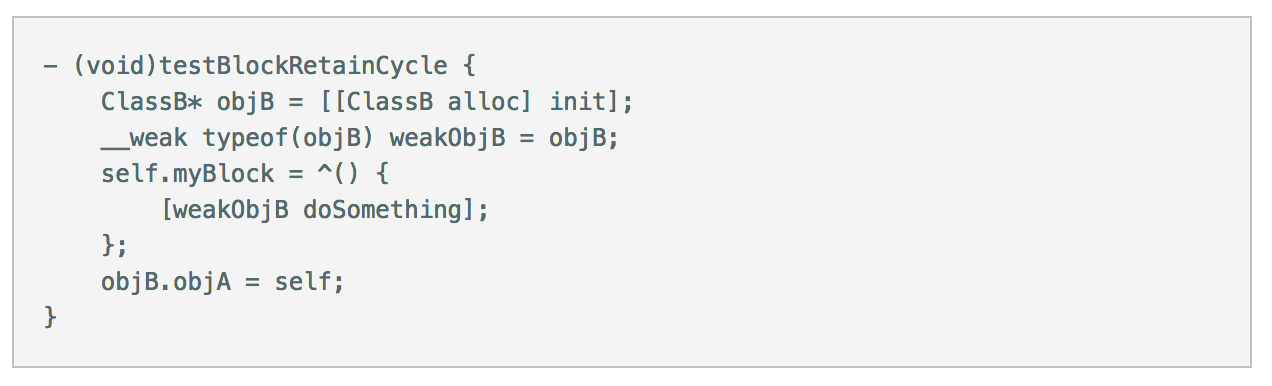 - (void)testBlockRetainCycle {
    ClassB* objB = [[ClassB alloc] init];
    __weak typeof(objB) weakObjB = objB;
    self.myBlock = ^() {
        [weakObjB doSomething];
    };
    objB.objA = self;
}